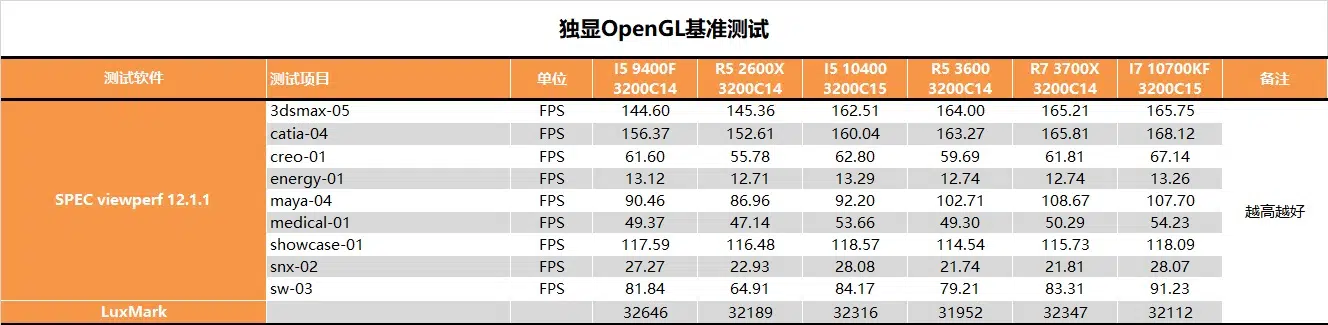 独显OpenGL基准测试
测试软件 测试项目 单位 I5 9400F 3200C14 R5 2600X 3200C14 I5 10400 3200C15 R5 3600 3200C14 R7 3700X 3200C14 I7 10700KF 3200C15 备注
3dsmax-05 FPS 144.60 145.36 162.51 164.00 165.21 165.75
catia-04 FPS 156.37 152.61 160.04 163.27 165.81 168.12
creo-01 FPS 61.60 55.78 62.80 59.69 61.81 67.14
energy-01 FPS 13.12 12.71 13.29 12.74 12.74 13.26
SPEC viewperf 12.1.1 maya-04 FPS 90.46 86.96 92.20 102.71 108.67 107.70
medical-01 FPS 49.37 47.14 53.66 49.30 50.29 54.23 越高越好
showcase-01 FPS 117.59 116.48 118.57 114.54 115.73 118.09
snx-02 FPS 27.27 22.93 28.08 21.74 21.81 28.07
sw-03 FPS 81.84 64.91 84.17 79.21 83.31 91.23
LuxMark 32646 32189 32316 31952 32347 32112